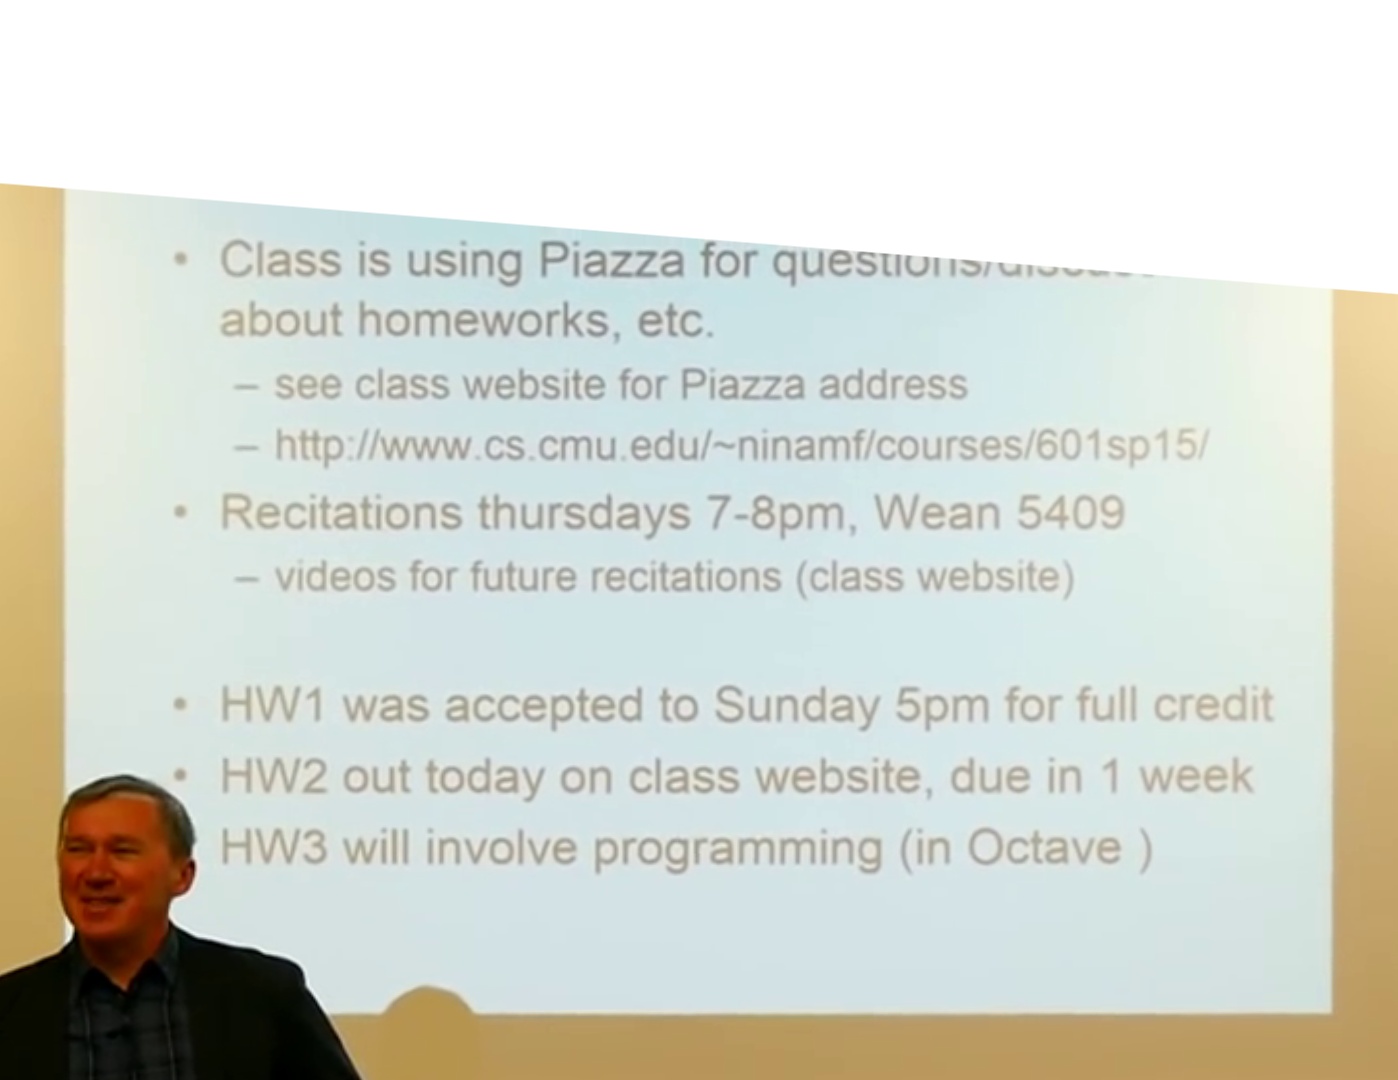 • Class is using Piazza for
about homeworks, etc.
– see class website for Piazza address
– http://www.cs.cmu.edu/~ninamf/courses/601sp15/
• Recitations thursdays 7-8pm, Wean 5409
– videos for future recitations (class website)
• HW1 was accepted to Sunday 5pm for full credit
• HW2 out today on class website, due in 1 week
HW3 will involve programming (in Octave )